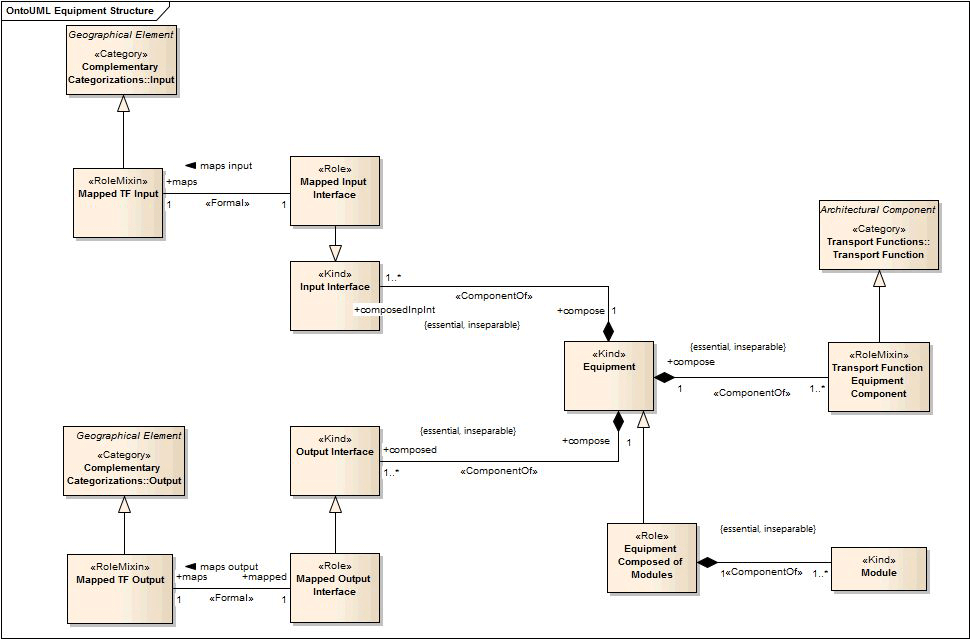 OntoUML Equipment Structure
Geographical Element
«Category»
Complementary
Categorizations::Input
«RoleMixin»
Mapped TF Input
maps input
+maps
1
«Formal»
1
«Role»
Mapped Input
Interface
«Kind»
Input Interface
1..*
+composedInpInt
«ComponentOf»
{essential, inseparable}
+compose
1
Architectural Component
«Category»
Transport Functions::
Transport Function
«Kind»
Equipment
{essential, inseparable}
+compose
1
«ComponentOf»
1..*
«RoleMixin»
Transport Function
Equipment
Component
Geographical Element
«Category»
Complementary
Categorizations::Output
«Kind»
Output Interface
{essential, inseparable}
+composed
1..*
«ComponentOf»
+compose
1
«RoleMixin»
Mapped TF Output
maps output
+maps
+mapped
1
«Formal»
1
«Role»
Mapped Output
Interface
«Role»
Equipment
Composed of
Modules
{essential, inseparable}
1
«ComponentOf»
1..*
«Kind»
Module